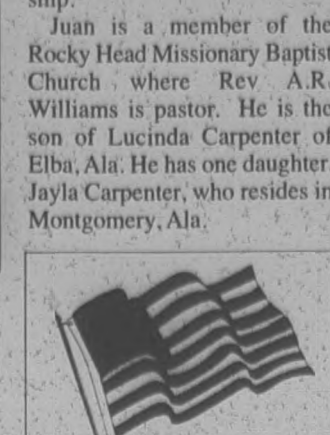 ship.
Juan is a member of the
Rocky Head Missionary Baptist
Church where Rev A.R.
Williams is pastor. He is the
son of Lucinda Carpenter of
Elba, Ala. He has one daughter,
Jayla Carpenter, who resides in
Montgomery, Ala.